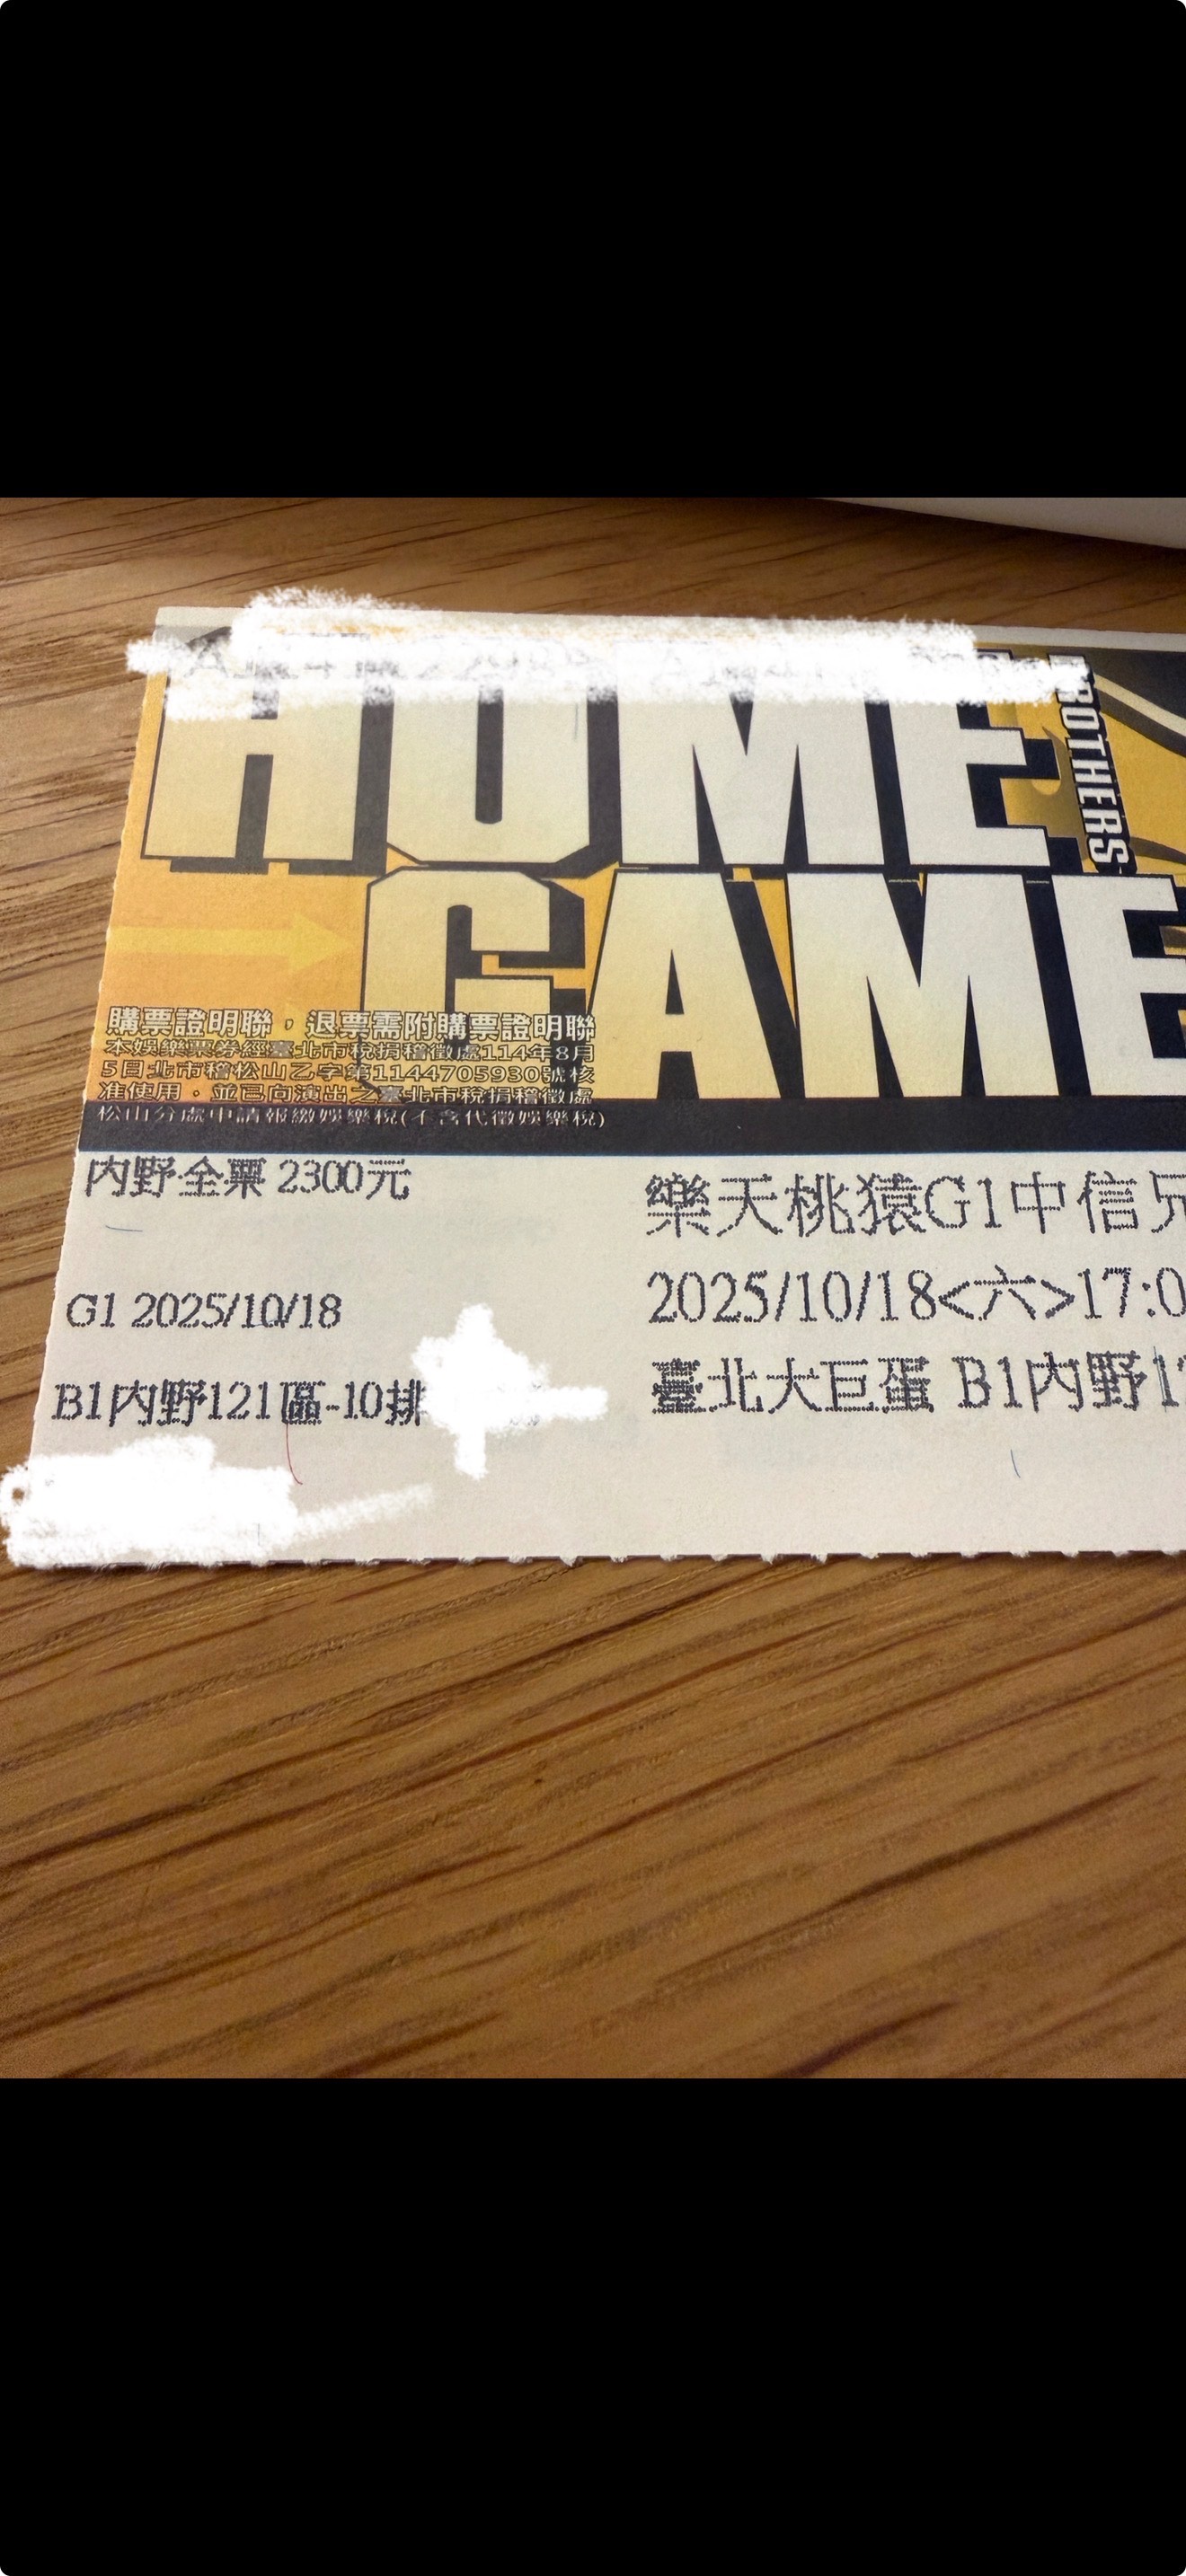 HOME
BROTHERS
GAME
購票證明聯，退票需附購票證明聯
本娛樂票券經臺北市稅捐稽徵處114年8月
5日北市稽松山乙字第1144705930號核
准使用，並已向演出之臺北市稅捐稽徵處
松山分處申請報繳娛樂稅(不含代徵娛樂稅)
內野全票 2300元
G1 2025/10/18
B1內野121區-10排
樂天桃猿G1中信兄
2025/10/18<六>17:0
臺北大巨蛋 B1內野1